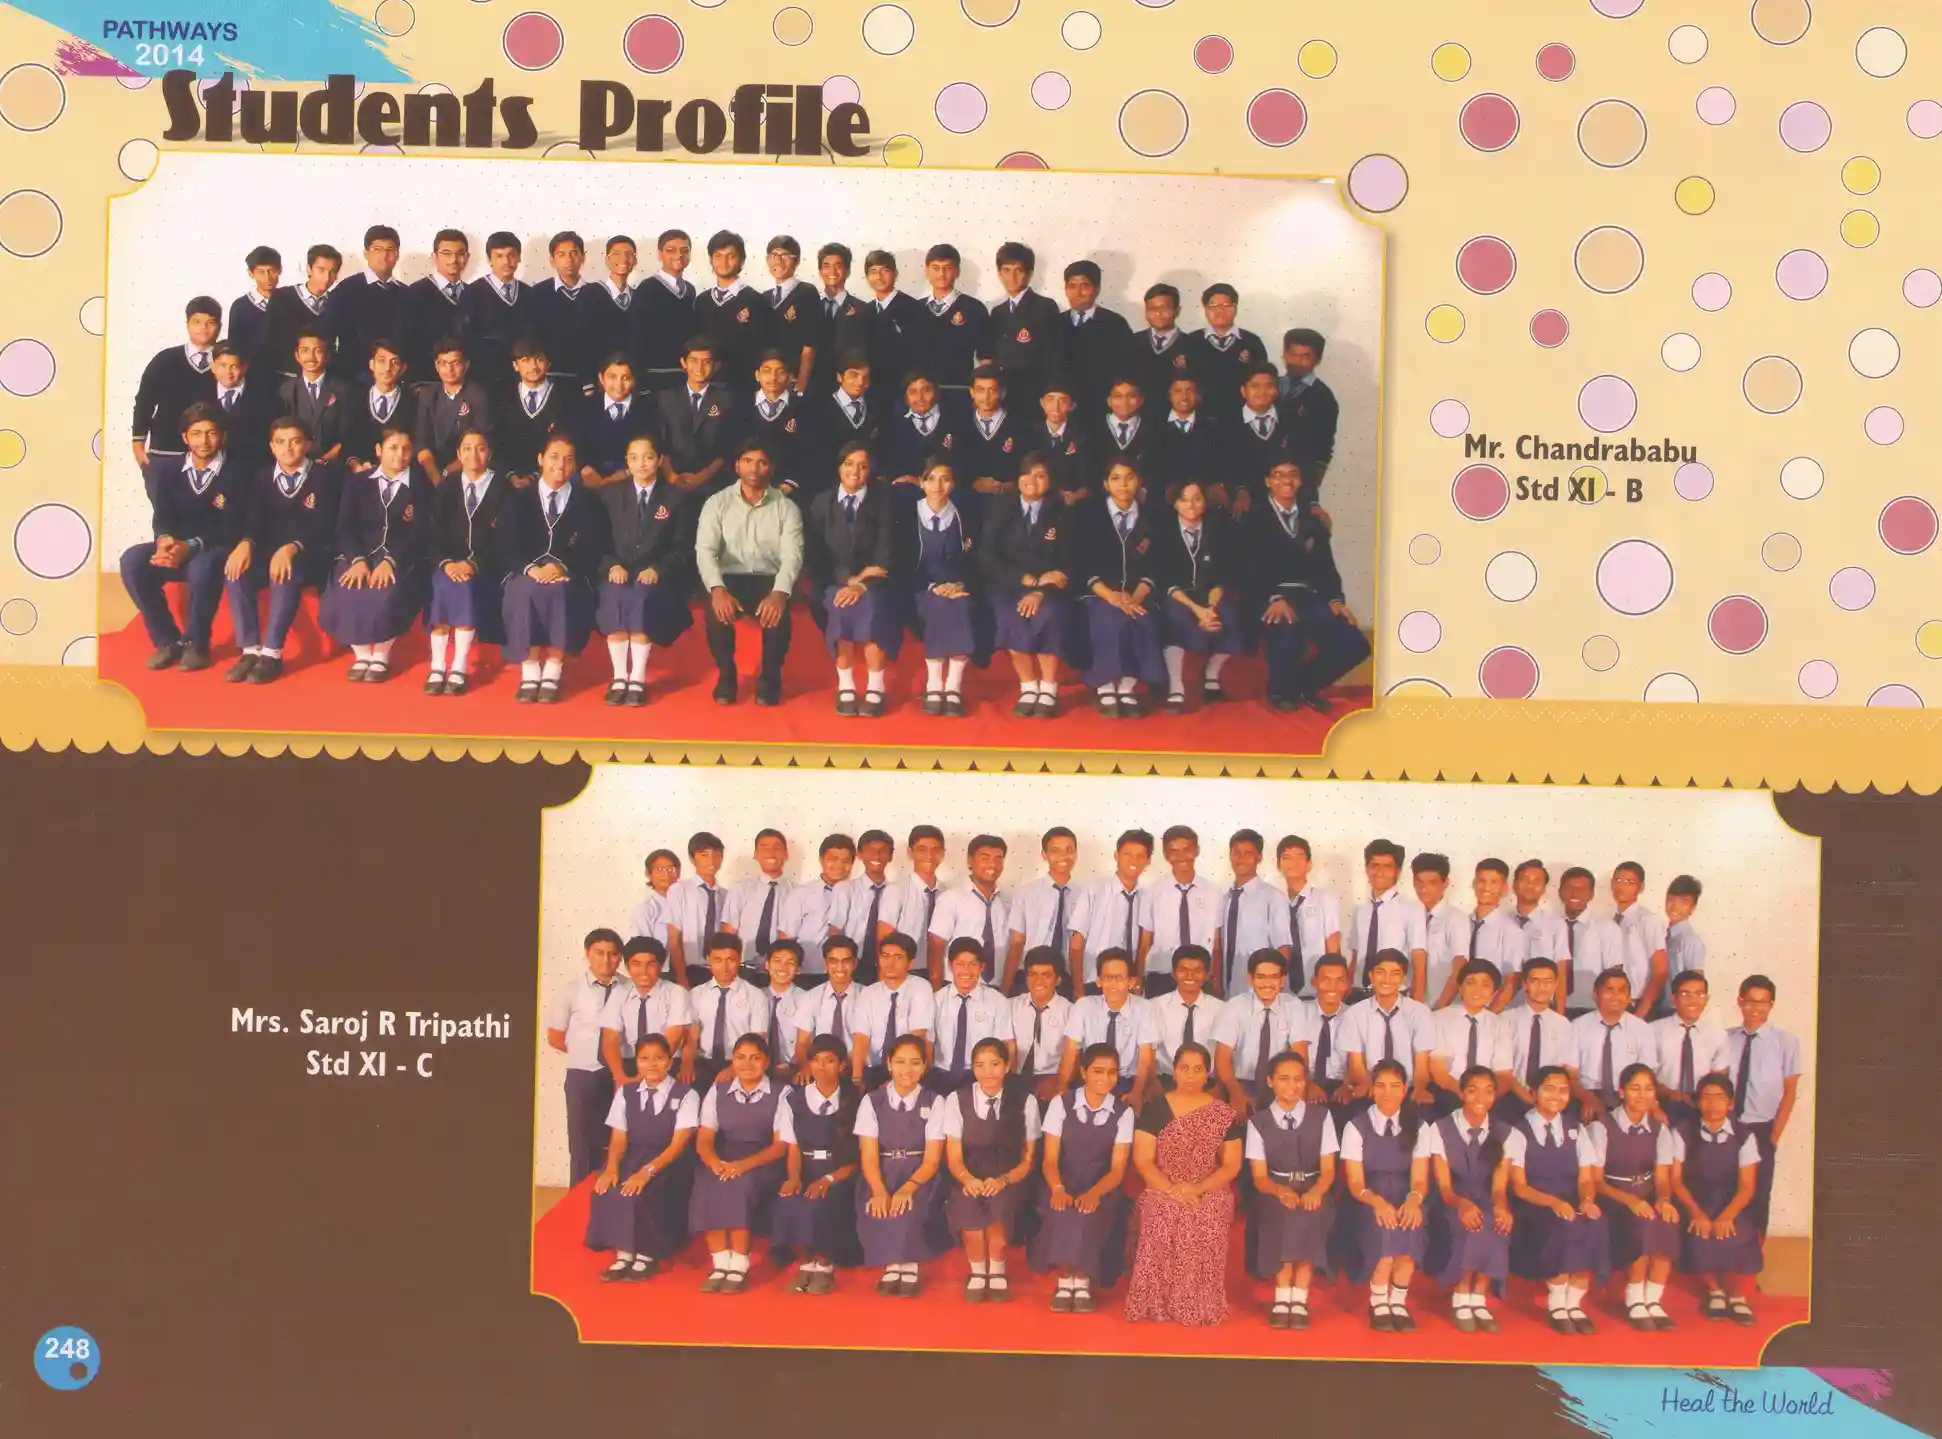 PATHWAYS
2014
Students Profile
Mr. Chandrababu
Std XI - B
Mrs. Saroj R Tripathi
Std XI - C
248
Heal the World